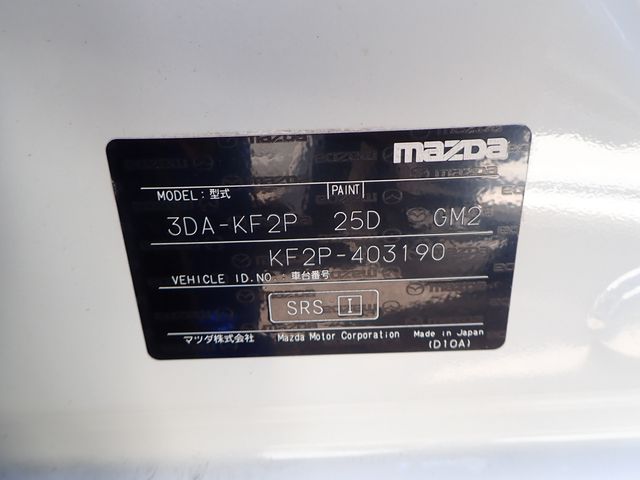 mazda
MODEL:型式 PAINT
3DA-KF2P 25D GM2
KF2P-403190
VEHICLE ID.NO.:車台番号
SRS I
マツダ株式会社 Mazda Motor Corporation Made in Japan
(D10A)